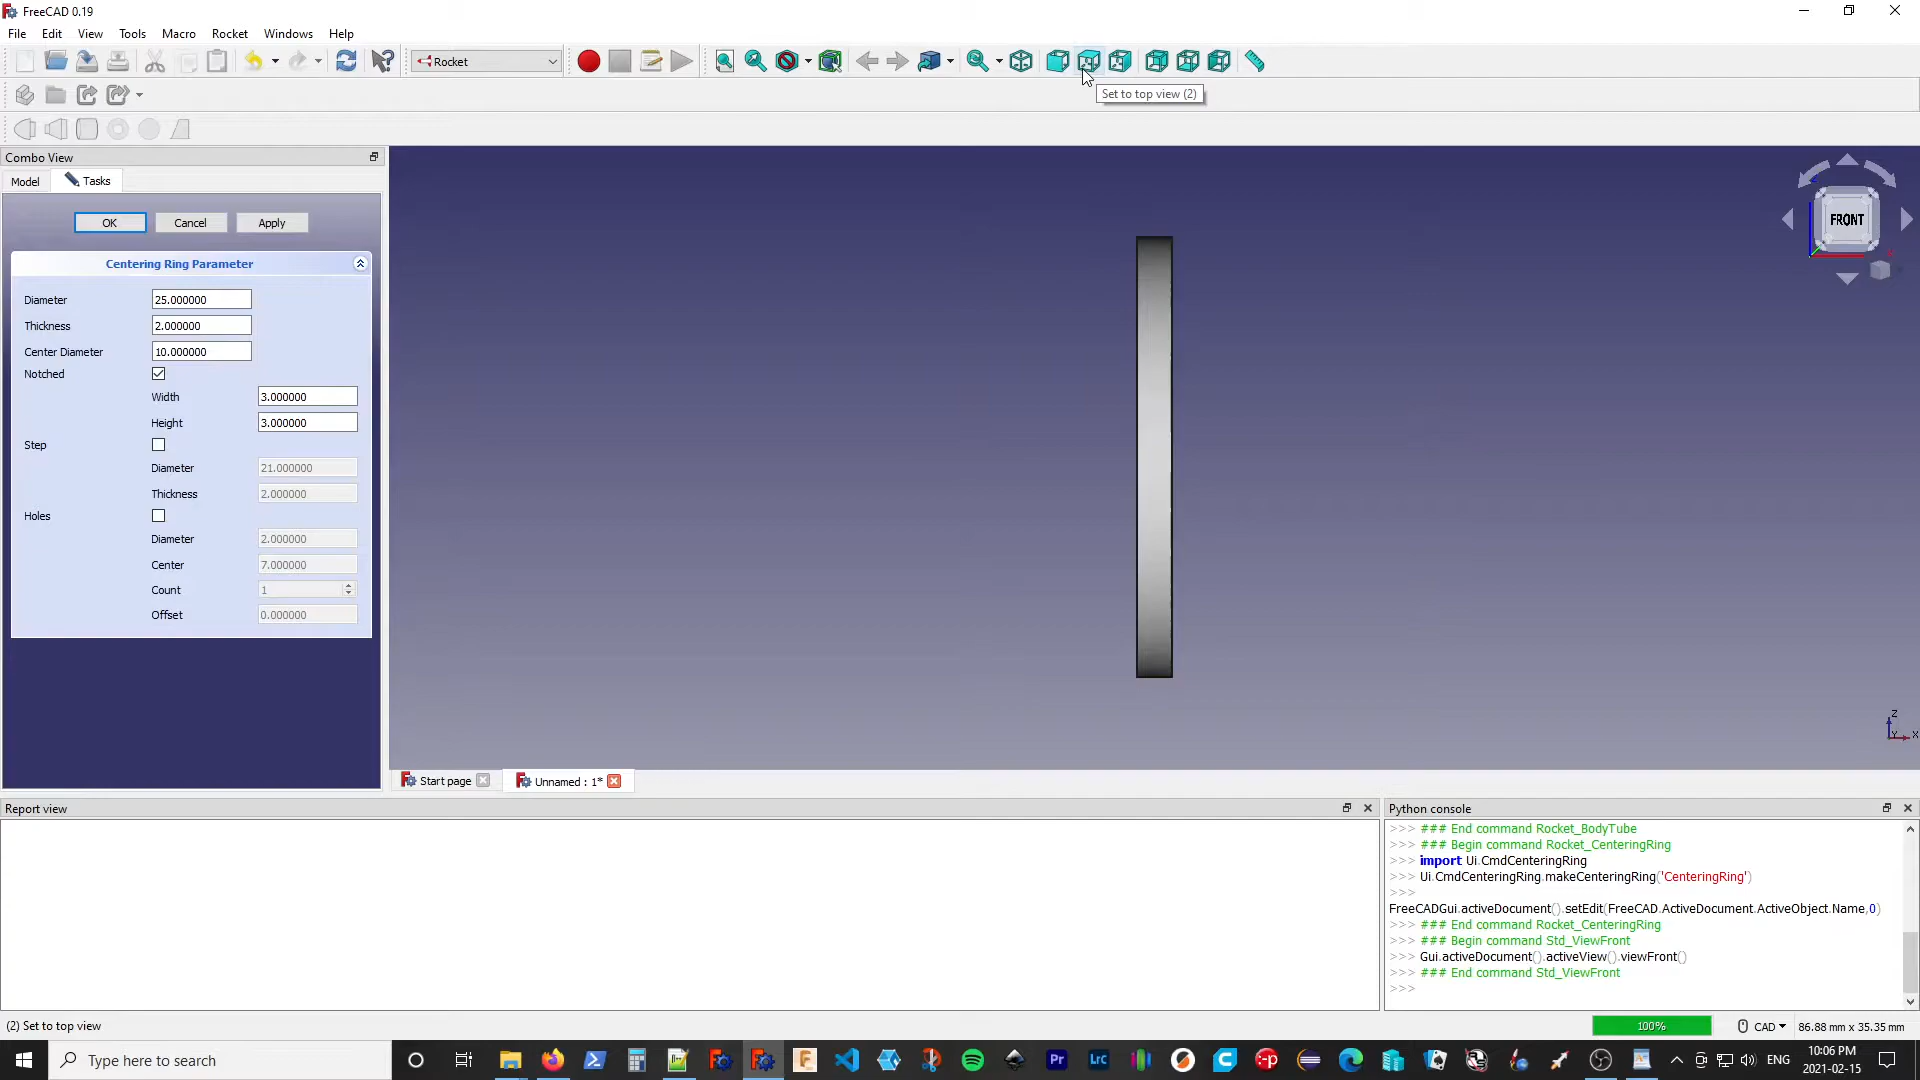 FreeCAD 0.19
File Edit View Tools Macro Rocket Windows Help
Rocket
Set to top view (2)
Combo View
Model Tasks
OK Cancel Apply
Centering Ring Parameter
Diameter 25.000000
Thickness 2.000000
Center Diameter 10.000000
Notched
Width 3.000000
Height 3.000000
Step
Diameter 21.000000
Thickness 2.000000
Holes
Diameter 2.000000
Center 7.000000
Count 1
Offset 0.000000
FRONT
Z
Y X
Start page Unnamed : 1*
Report view
Python console
>>> ### End command Rocket_BodyTube
>>> ### Begin command Rocket_CenteringRing
>>> import Ui.CmdCenteringRing
>>> Ui.CmdCenteringRing.makeCenteringRing('CenteringRing')
>>>
FreeCADGui.activeDocument().setEdit(FreeCAD.ActiveDocument.ActiveObject.Name,0)
>>> ### End command Rocket_CenteringRing
>>> ### Begin command Std_ViewFront
>>> Gui.activeDocument().activeView().viewFront()
>>> ### End command Std_ViewFront
>>>
(2) Set to top view
100% CAD 86.88 mm x 35.35 mm
Type here to search
Pr
Lrc
ENG
10:06 PM
2021-02-15